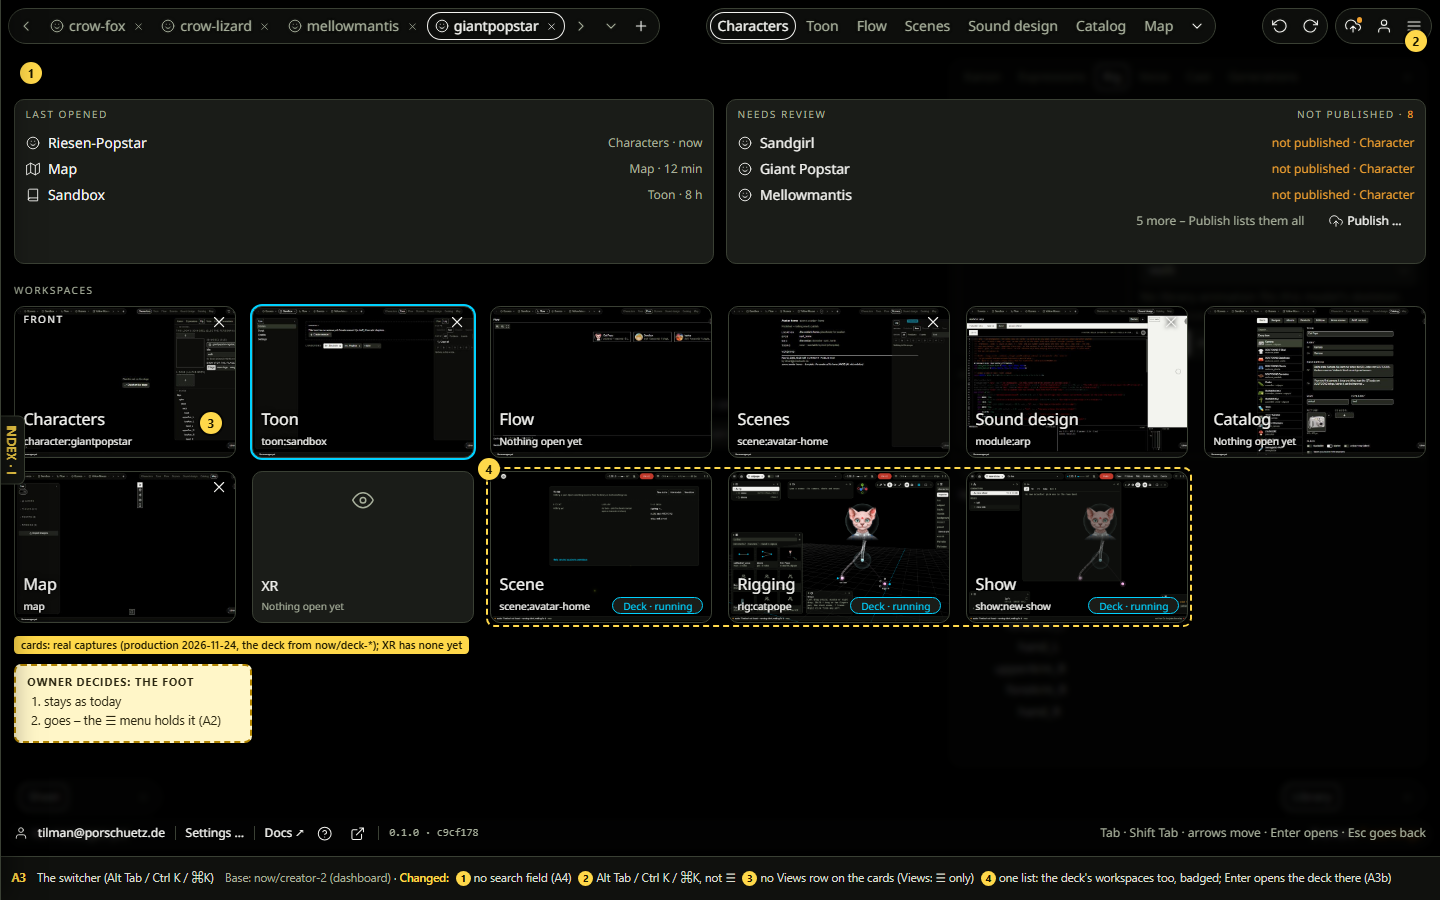 crow-fox × crow-lizard × mellowmantis × giantpopstar ×
Characters Toon Flow Scenes Sound design Catalog Map
2
1
LAST OPENED
Riesen-Popstar Characters · now
Map Map · 12 min
Sandbox Toon · 8 h
NEEDS REVIEW NOT PUBLISHED · 8
Sandgirl not published · Character
Giant Popstar not published · Character
Mellowmantis not published · Character
5 more – Publish lists them all Publish ...
WORKSPACES
FRONT
Characters 3
character:giantpopstar
Toon
toon:sandbox
Flow
Nothing open yet
Scenes
scene:avatar-home
Sound design
module:arp
Catalog
Nothing open yet
INDEX · I
4
Map
map
XR
Nothing open yet
Scene
scene:avatar-home Deck · running
Rigging
rig:catpope Deck · running
Show
show:new-show Deck · running
cards: real captures (production 2026-11-24, the deck from now/deck-*); XR has none yet
OWNER DECIDES: THE FOOT
1. stays as today
2. goes – the ☰ menu holds it (A2)
tilman@porschuetz.de Settings ... Docs ↗ 0.1.0 · c9cf178
Tab · Shift Tab · arrows move · Enter opens · Esc goes back
A3 The switcher (Alt Tab / Ctrl K / ⌘K) Base: now/creator-2 (dashboard) · Changed: 1 no search field (A4) 2 Alt Tab / Ctrl K / ⌘K, not ☰ 3 no Views row on the cards (Views: ☰ only) 4 one list: the deck's workspaces too, badged; Enter opens the deck there (A3b)